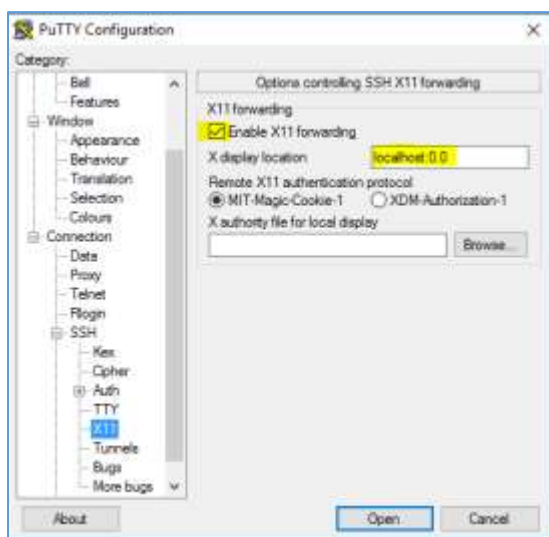 PuTTY Configuration
Category:
Bell
Features
Window
Appearance
Behaviour
Translation
Selection
Colours
Connection
Data
Proxy
Telnet
Rlogin
SSH
Kex
Cipher
Auth
TTY
X11
Tunnels
Bugs
More bugs
Options controlling SSH X11 forwarding
X11 forwarding
Enable X11 forwarding
X display location localhost:0.0
Remote X11 authentication protocol
MIT-Magic-Cookie-1 XDM-Authorization-1
X authority file for local display
Browse...
About Open Cancel